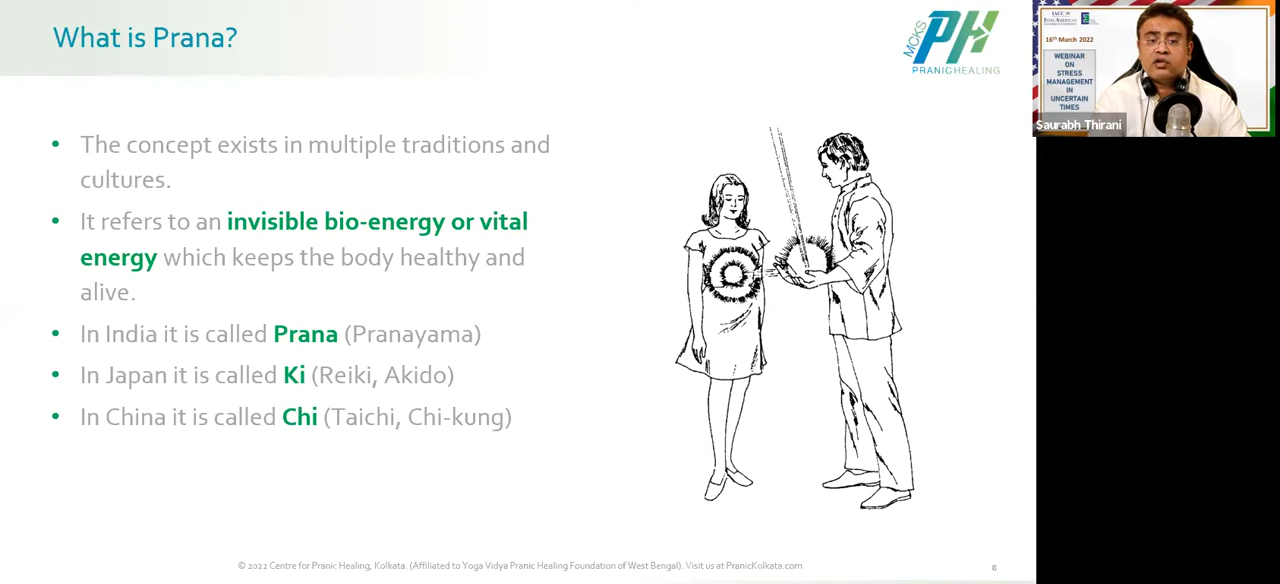 What is Prana?
MCKS
PH
PRANICHEALING
• The concept exists in multiple traditions and
cultures.
• It refers to an invisible bio-energy or vital
energy which keeps the body healthy and
alive.
• In India it is called Prana (Pranayama)
• In Japan it is called Ki (Reiki, Akido)
• In China it is called Chi (Taichi, Chi-kung)
© 2022 Centre for Pranic Healing, Kolkata. (Affiliated to Yoga Vidya Pranic Healing Foundation of West Bengal). Visit us at PranicKolkata.com
8
IACC
INDO-AMERICAN
16th March 2022
WEBINAR
ON
STRESS
MANAGEMENT
IN
UNCERTAIN
TIMES
Saurabh Thirani